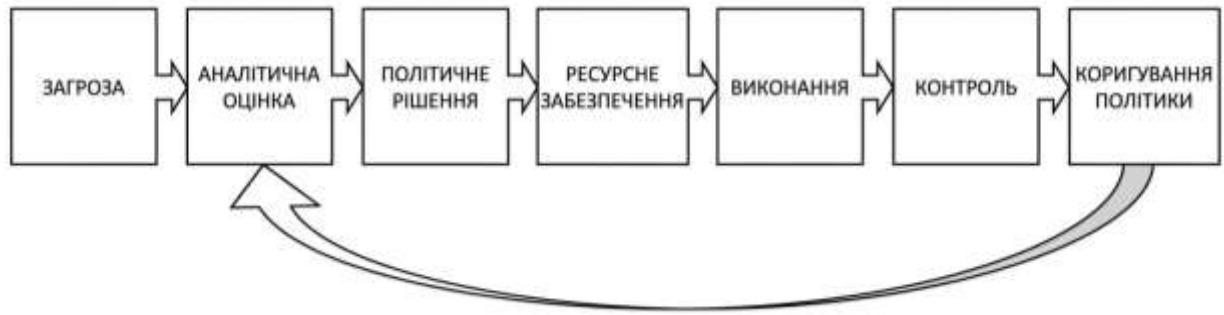 ЗАГРОЗА
АНАЛІТИЧНА
ОЦІНКА
ПОЛІТИЧНЕ
РІШЕННЯ
РЕСУРСНЕ
ЗАБЕЗПЕЧЕННЯ
ВИКОНАННЯ
КОНТРОЛЬ
КОРИГУВАННЯ
ПОЛІТИКИ